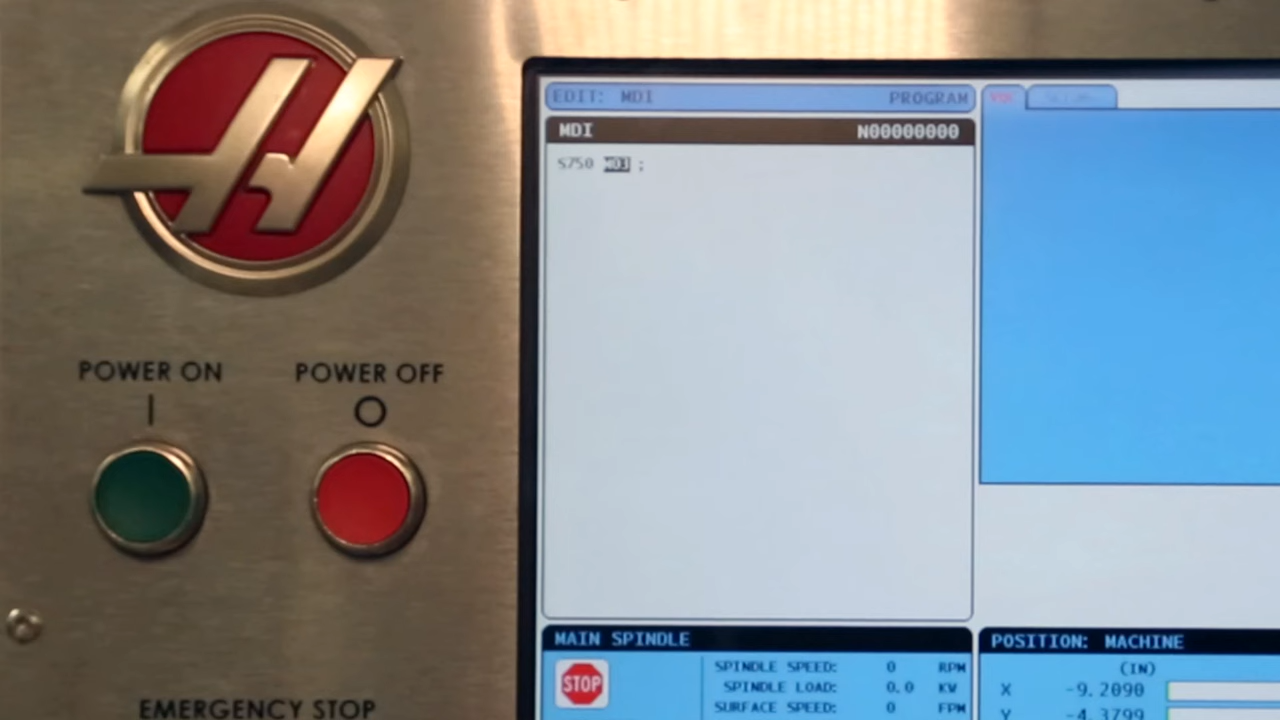 POWER ON
POWER OFF
EMERGENCY STOP
EDIT: MDI PROGRAM
MDI N00000000
S750 M03 ;
MAIN SPINDLE
STOP
SPINDLE SPEED: 0 RPM
SPINDLE LOAD: 0.0 KW
SURFACE SPEED: 0 FPM
POSITION: MACHINE
(IN)
X -9.2090
Y -4.3799